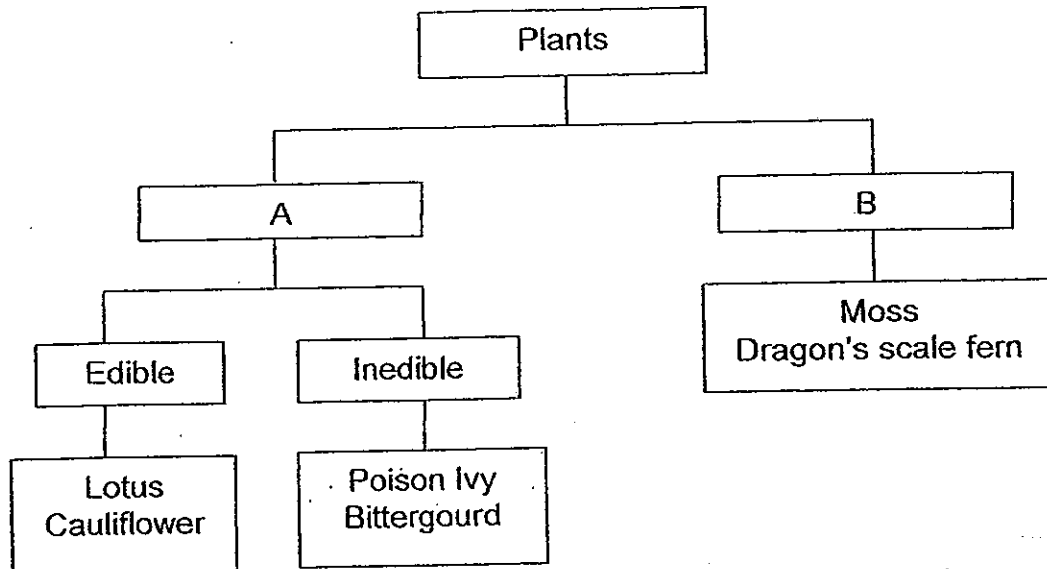 Plants
A
B
Edible
Inedible
Moss
Dragon's scale fern
Lotus
Cauliflower
Poison Ivy
Bittergourd